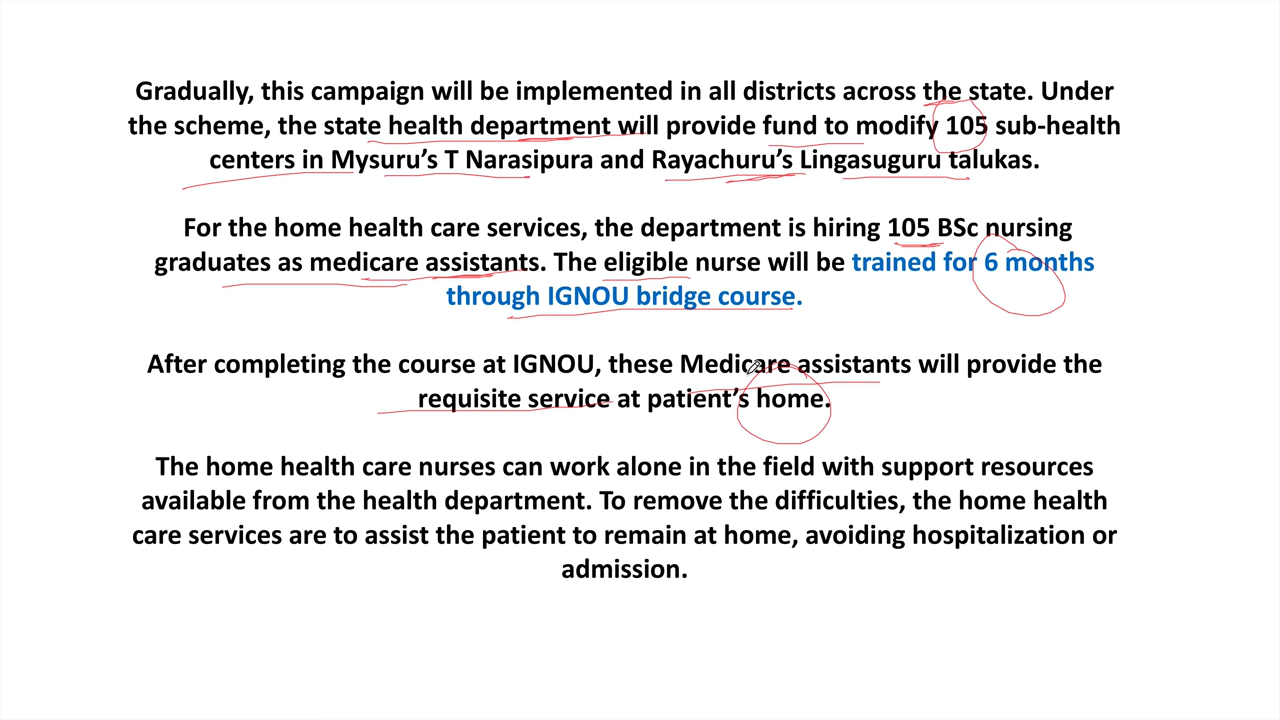 Gradually, this campaign will be implemented in all districts across the state. Under
the scheme, the state health department will provide fund to modify 105 sub-health
centers in Mysuru’s T Narasipura and Rayachuru’s Lingasuguru talukas.
For the home health care services, the department is hiring 105 BSc nursing
graduates as medicare assistants. The eligible nurse will be trained for 6 months
through IGNOU bridge course.
After completing the course at IGNOU, these Medicare assistants will provide the
requisite service at patient’s home.
The home health care nurses can work alone in the field with support resources
available from the health department. To remove the difficulties, the home health
care services are to assist the patient to remain at home, avoiding hospitalization or
admission.